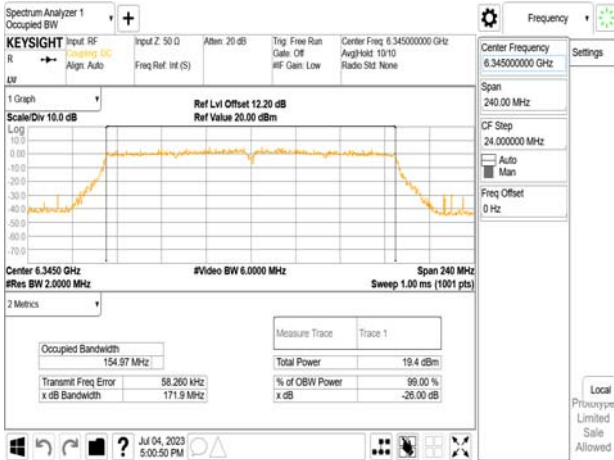 Spectrum Analyzer 1
Occupied BW
Frequency
KEYSIGHT
R
LXI
Input: RF
Coupling: DC
Align: Auto
Input Z: 50 Ω
Freq Ref: Int (S)
Atten: 20 dB
Trig: Free Run
Gate: Off
#IF Gain: Low
Center Freq: 6.345000000 GHz
Avg|Hold: 10/10
Radio Std: None
1 Graph
Scale/Div 10.0 dB
Ref Lvl Offset 12.20 dB
Ref Value 20.00 dBm
Log
10.0
0.00
-10.0
-20.0
-30.0
-40.0
-50.0
-60.0
-70.0
Center 6.3450 GHz
#Res BW 2.0000 MHz
#Video BW 6.0000 MHz
Span 240 MHz
Sweep 1.00 ms (1001 pts)
2 Metrics
Measure Trace Trace 1
Occupied Bandwidth
154.97 MHz
Total Power 19.4 dBm
Transmit Freq Error 58.260 kHz
% of OBW Power 99.00 %
x dB Bandwidth 171.9 MHz
x dB -26.00 dB
Jul 04, 2023
5:00:50 PM
Center Frequency
6.345000000 GHz
Settings
Span
240.00 MHz
CF Step
24.000000 MHz
Auto
Man
Freq Offset
0 Hz
Local
Prototype
Limited
Sale
Allowed